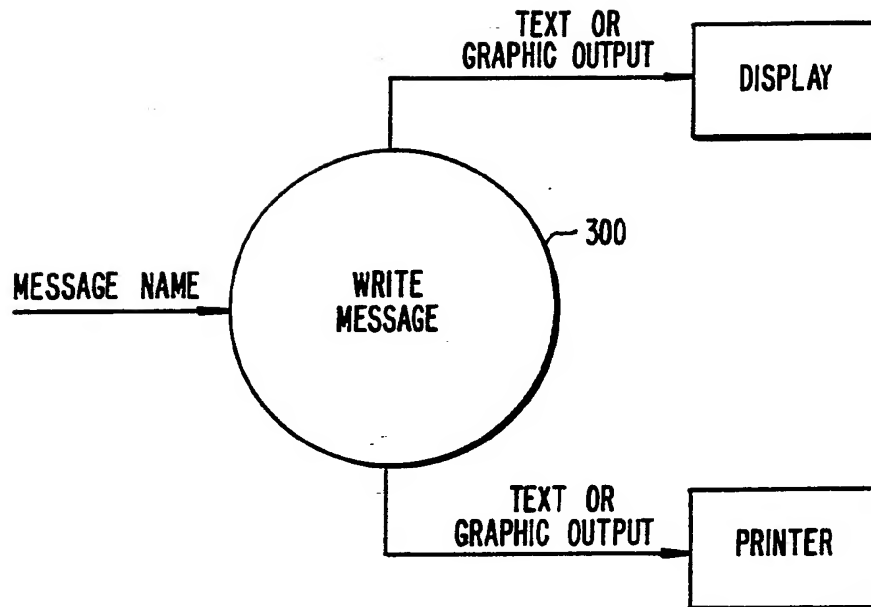 TEXT OR
GRAPHIC OUTPUT
DISPLAY
300
MESSAGE NAME
WRITE
MESSAGE
TEXT OR
GRAPHIC OUTPUT
PRINTER